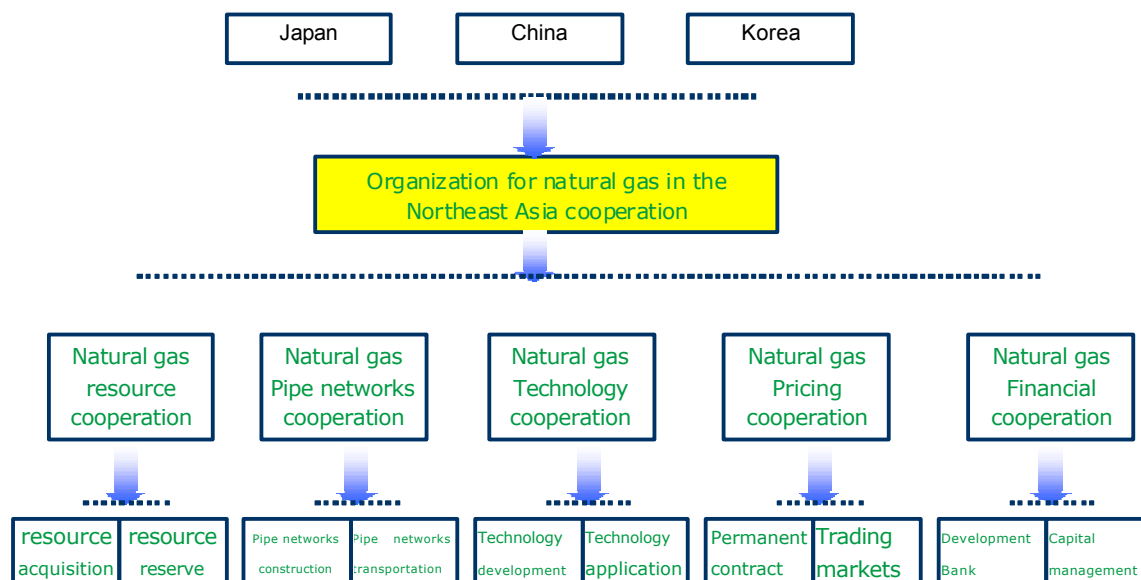 Japan
China
Korea
Organization for natural gas in the
Northeast Asia cooperation
Natural gas
resource
cooperation
Natural gas
Pipe networks
cooperation
Natural gas
Technology
cooperation
Natural gas
Pricing
cooperation
Natural gas
Financial
cooperation
resource
acquisition
resource
reserve
Pipe networks
construction
Pipe networks
transportation
Technology
development
Technology
application
Permanent
contract
Trading
markets
Development
Bank
Capital
management